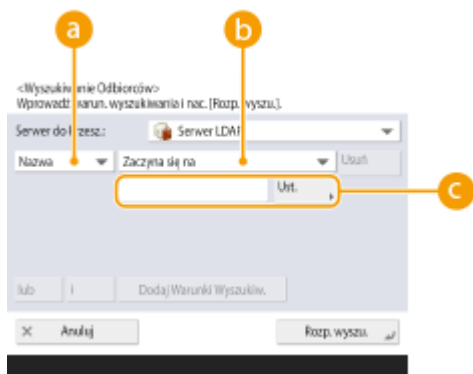 a
b
<Wyszukiwanie Odbiorców>
Wprowadź warun. wyszukiwania i nac. [Rozp. wyszu.].
Serwer do Przesz.: Serwer LDAP
Nazwa Zaczyna się na Usuń
Ust.
c
lub i Dodaj Warunki Wyszukiw.
Anuluj Rozp. wyszu.